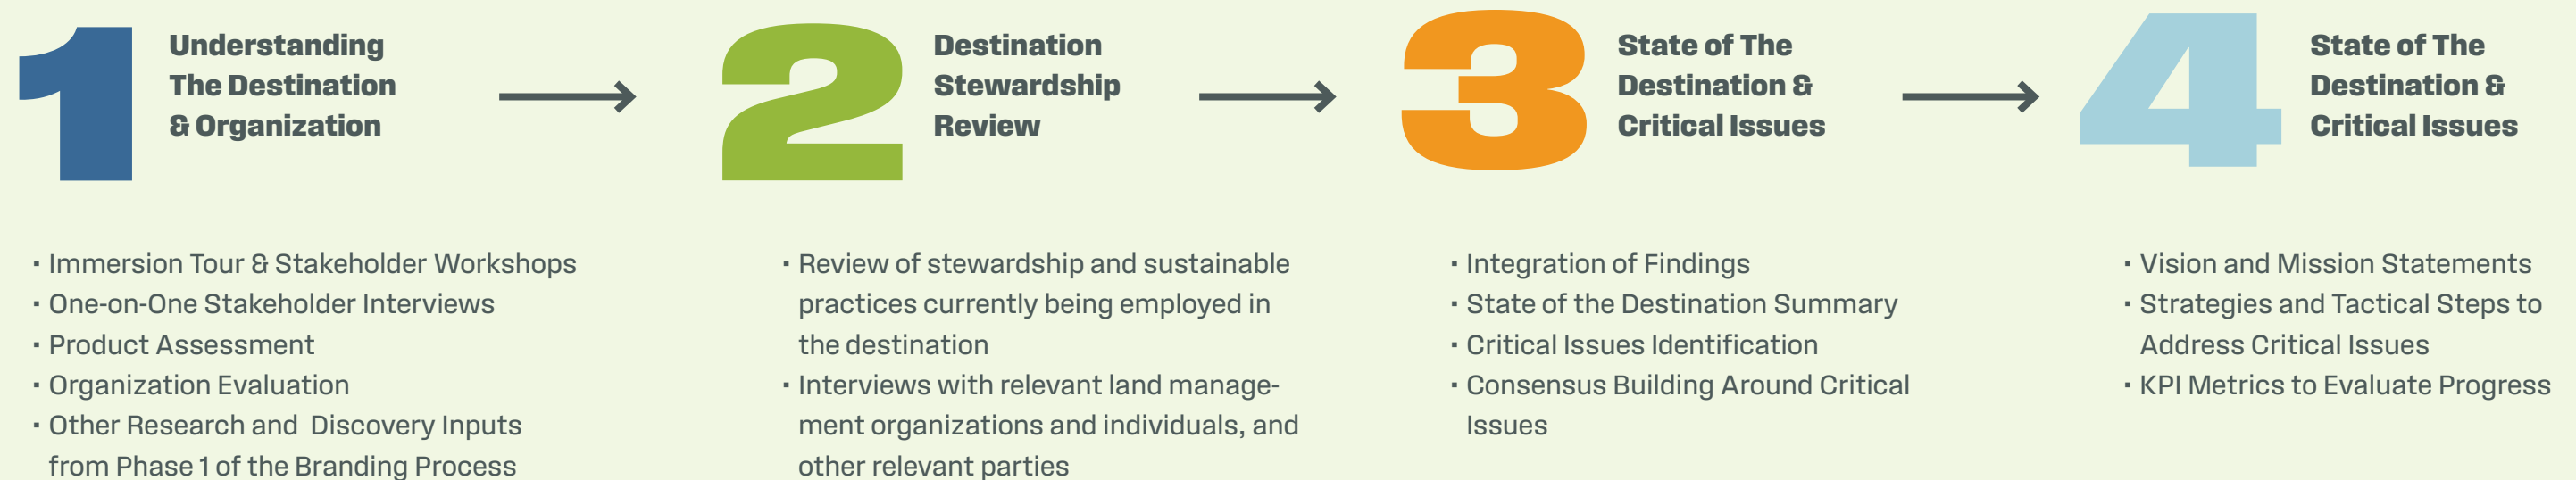 1
Understanding
The Destination
& Organization
· Immersion Tour & Stakeholder Workshops
· One-on-One Stakeholder Interviews
· Product Assessment
· Organization Evaluation
· Other Research and  Discovery Inputs
from Phase 1 of the Branding Process
2
Destination
Stewardship
Review
· Review of stewardship and sustainable
practices currently being employed in
the destination
· Interviews with relevant land manage-
ment organizations and individuals, and
other relevant parties
3
State of The
Destination &
Critical Issues
· Integration of Findings
· State of the Destination Summary
· Critical Issues Identification
· Consensus Building Around Critical
Issues
4
State of The
Destination &
Critical Issues
· Vision and Mission Statements
· Strategies and Tactical Steps to
Address Critical Issues
· KPI Metrics to Evaluate Progress